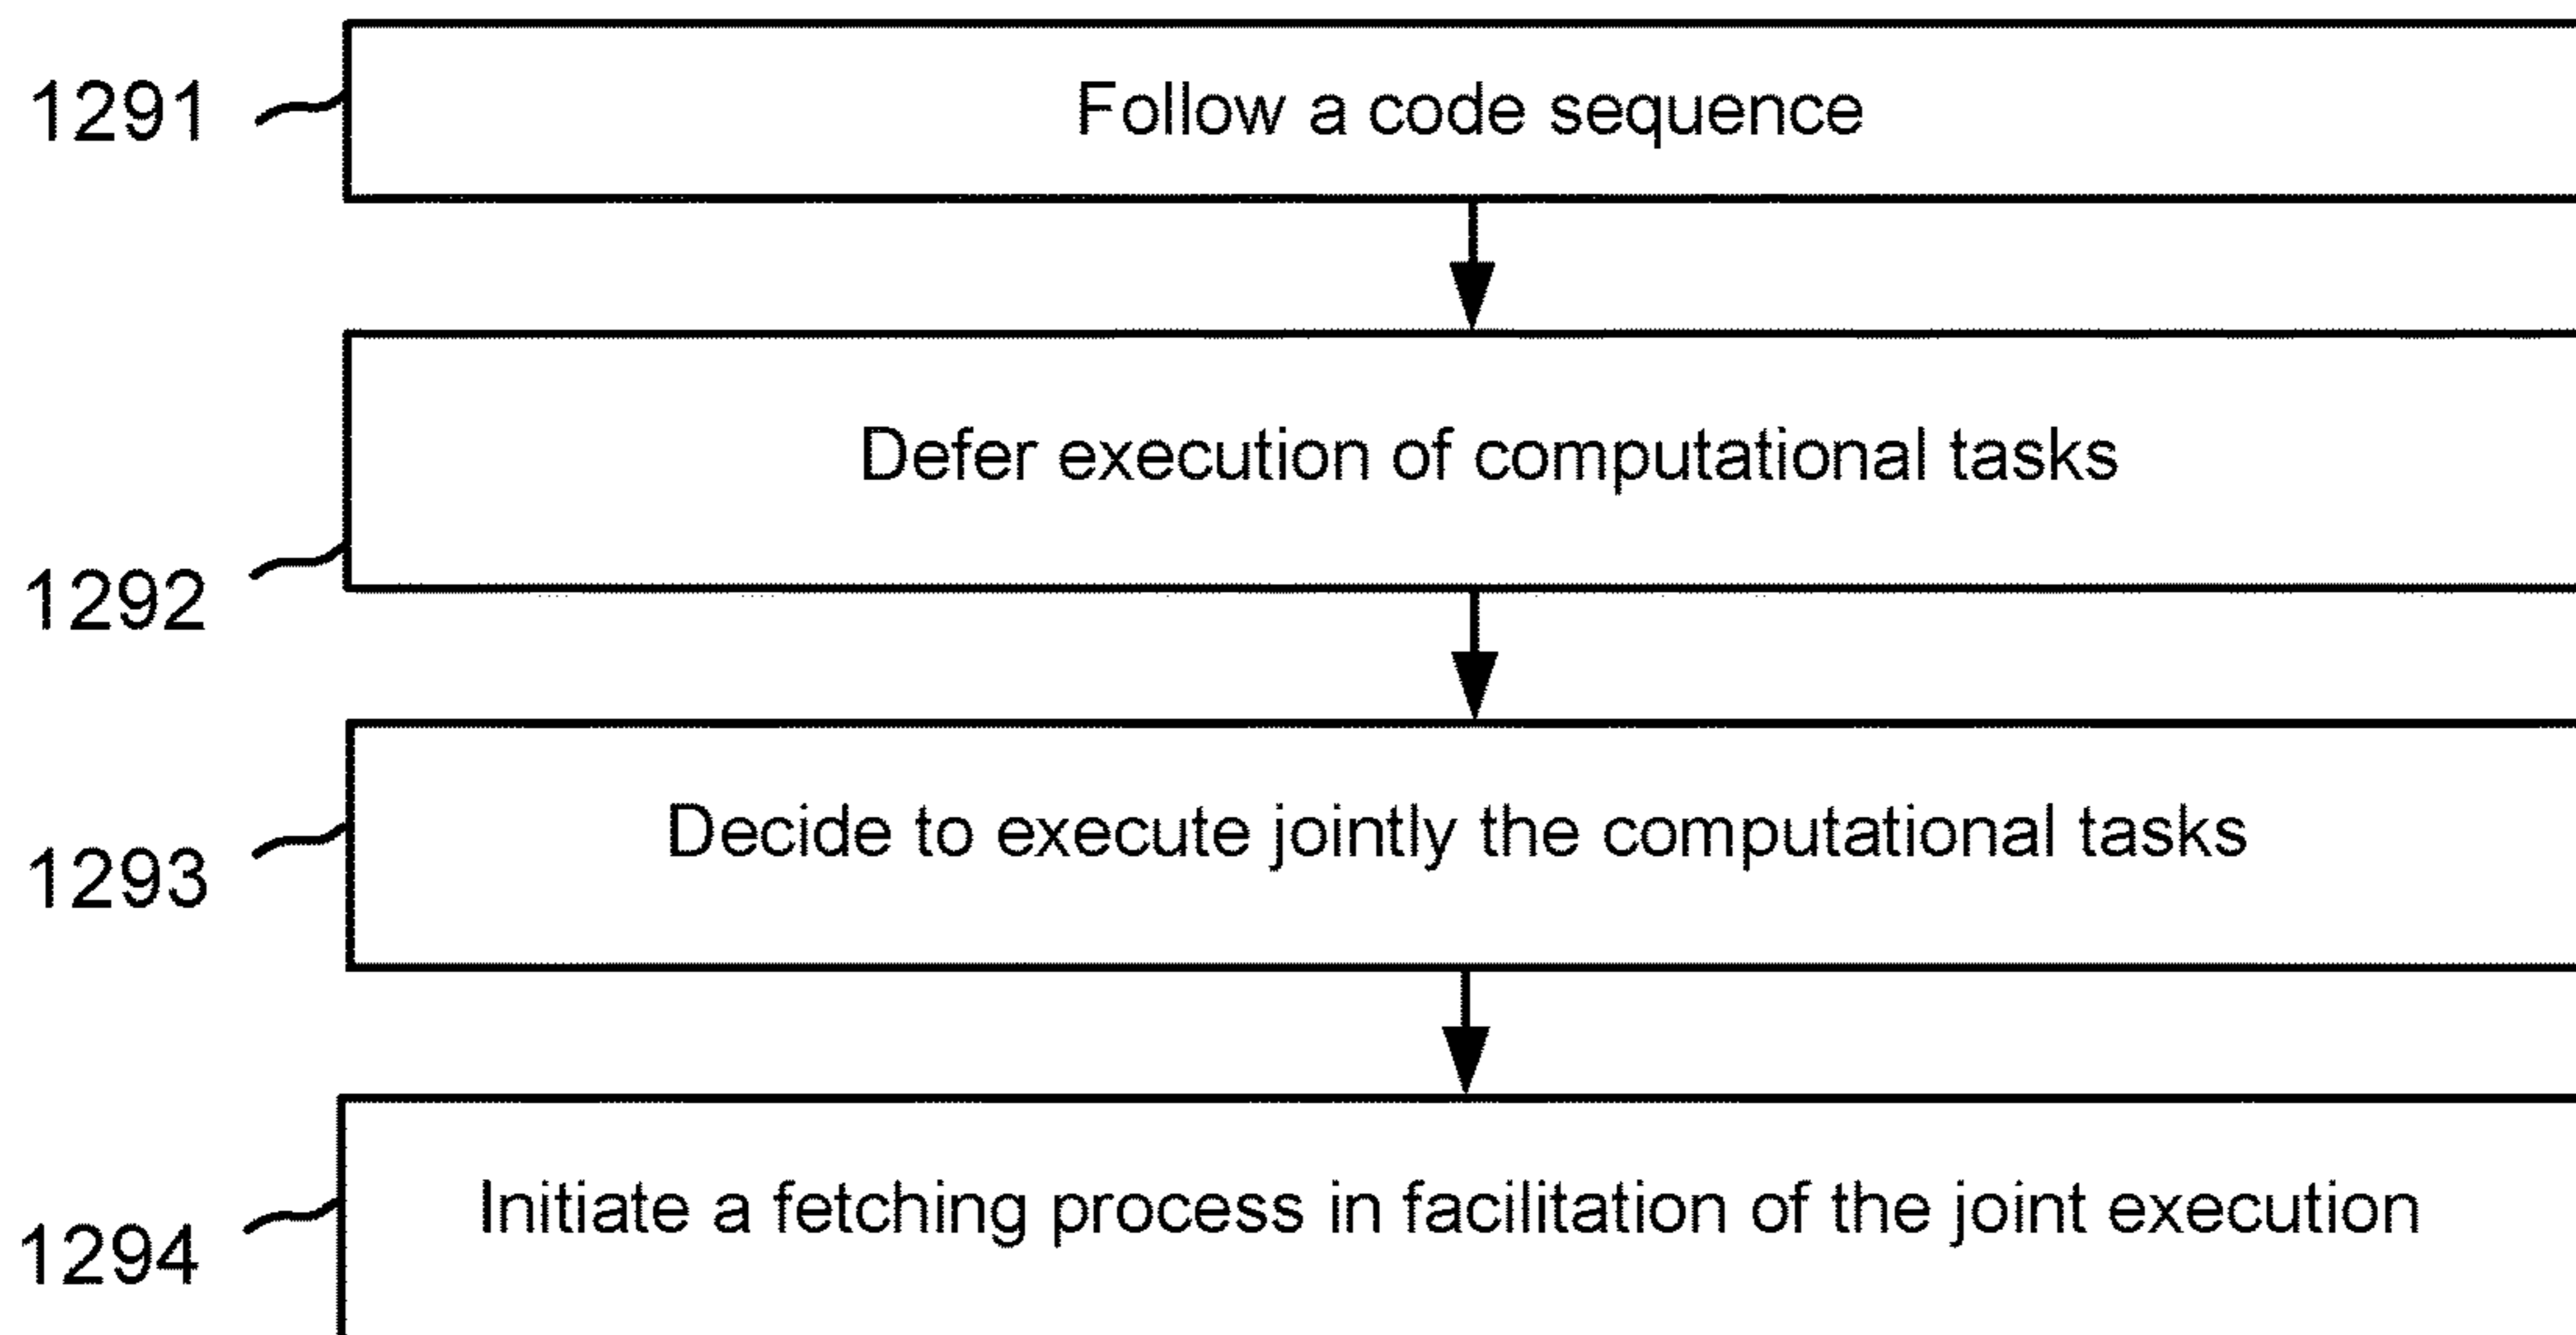 1291
Follow a code sequence
Defer execution of computational tasks
1292
Decide to execute jointly the computational tasks
1293
Initiate a fetching process in facilitation of the joint execution
1294